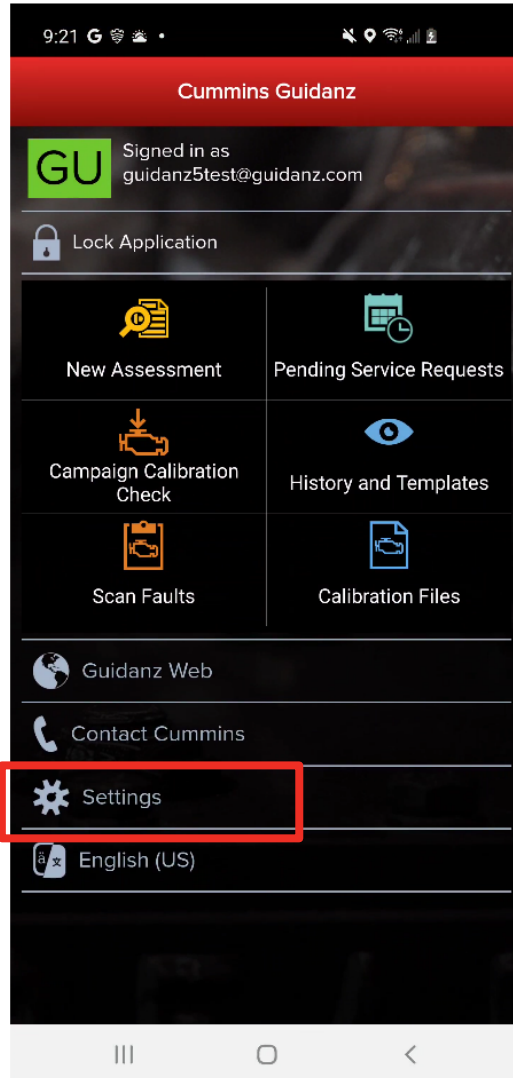 9:21 G
Cummins Guidanz
GU
Signed in as
guidanz5test@guidanz.com
Lock Application
New Assessment
Pending Service Requests
Campaign Calibration
Check
History and Templates
Scan Faults
Calibration Files
Guidanz Web
Contact Cummins
Settings
ä 文
English (US)